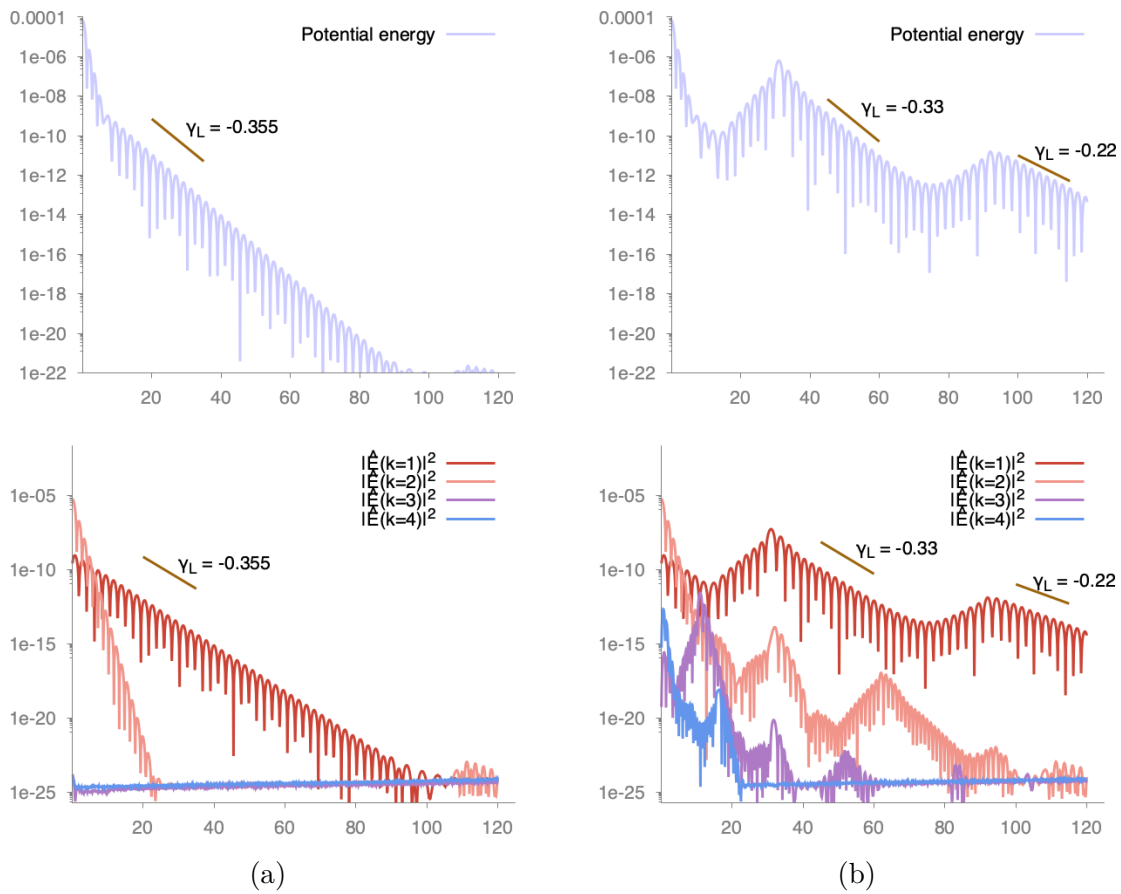 Potential energy
γL = -0.355
0.0001
1e-06
1e-08
1e-10
1e-12
1e-14
1e-16
1e-18
1e-20
1e-22
20 40 60 80 100 120
Potential energy
γL = -0.33
γL = -0.22
0.0001
1e-06
1e-08
1e-10
1e-12
1e-14
1e-16
1e-18
1e-20
1e-22
20 40 60 80 100 120
|Ê(k=1)|²
|Ê(k=2)|²
|Ê(k=3)|²
|Ê(k=4)|²
γL = -0.355
1e-05
1e-10
1e-15
1e-20
1e-25
20 40 60 80 100 120
(a)
|Ê(k=1)|²
|Ê(k=2)|²
|Ê(k=3)|²
|Ê(k=4)|²
γL = -0.33
γL = -0.22
1e-05
1e-10
1e-15
1e-20
1e-25
20 40 60 80 100 120
(b)